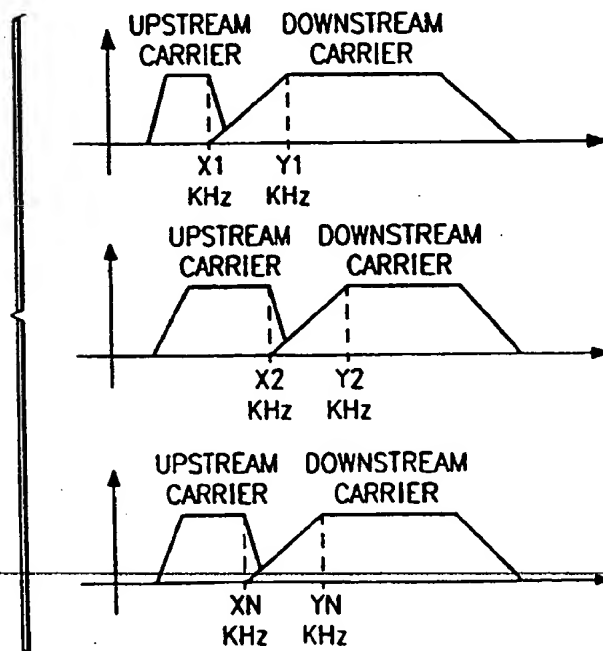 UPSTREAM DOWNSTREAM
CARRIER CARRIER
X1 Y1
KHz KHz
UPSTREAM DOWNSTREAM
CARRIER CARRIER
X2 Y2
KHz KHz
UPSTREAM DOWNSTREAM
CARRIER CARRIER
XN YN
KHz KHz